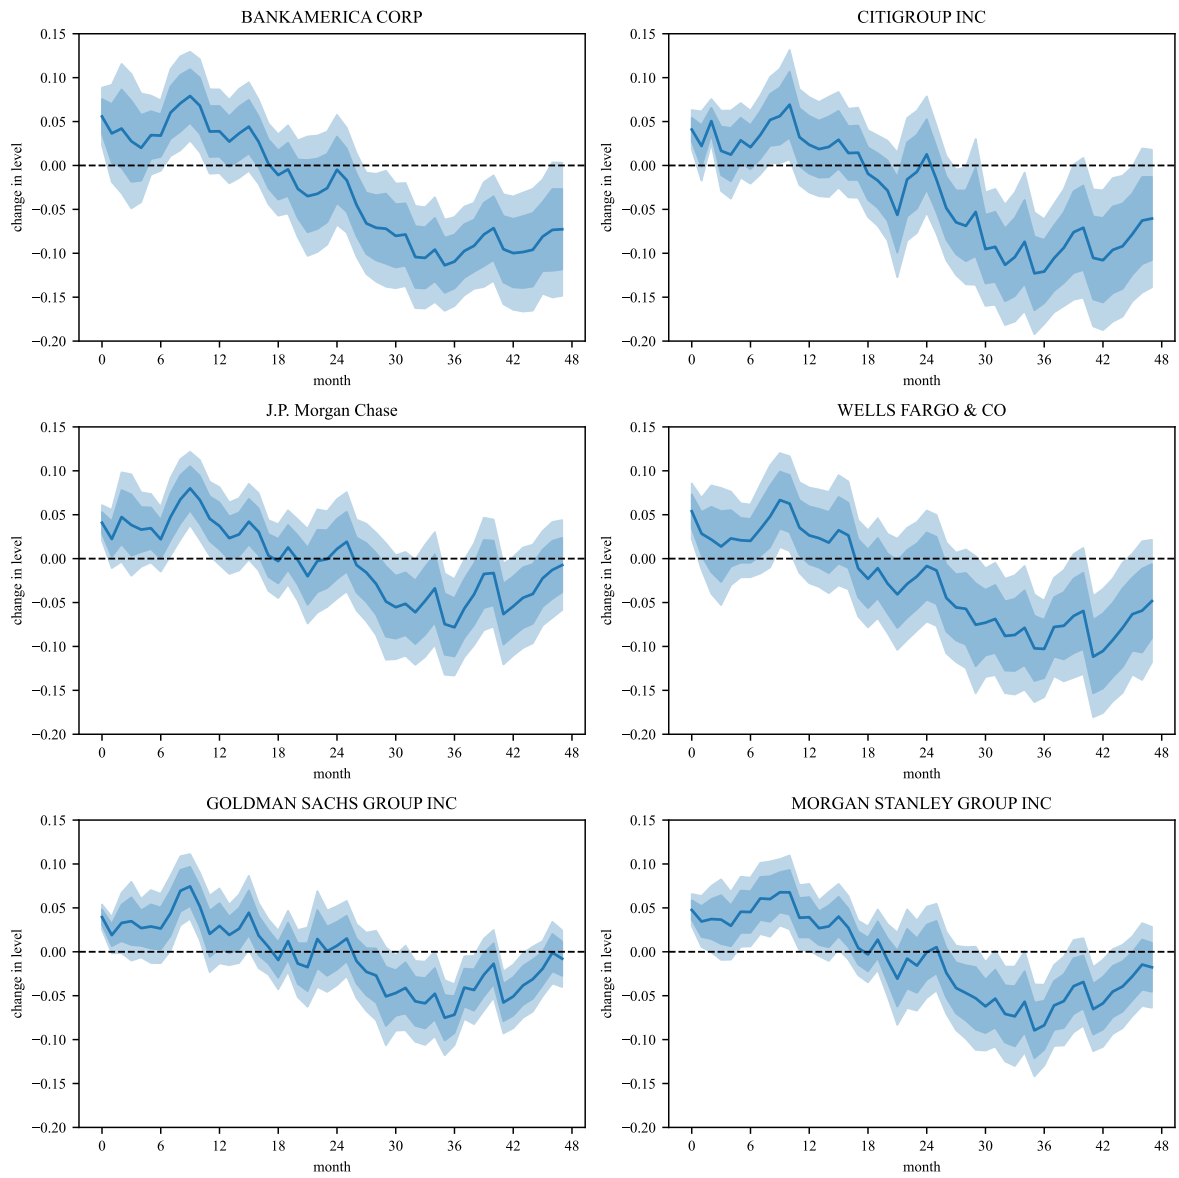 BANKAMERICA CORP
0.15
0.10
0.05
0.00
−0.05
−0.10
−0.15
−0.20
change in level
0 6 12 18 24 30 36 42 48
month
CITIGROUP INC
0.15
0.10
0.05
0.00
−0.05
−0.10
−0.15
−0.20
change in level
0 6 12 18 24 30 36 42 48
month
J.P. Morgan Chase
0.15
0.10
0.05
0.00
−0.05
−0.10
−0.15
−0.20
change in level
0 6 12 18 24 30 36 42 48
month
WELLS FARGO & CO
0.15
0.10
0.05
0.00
−0.05
−0.10
−0.15
−0.20
change in level
0 6 12 18 24 30 36 42 48
month
GOLDMAN SACHS GROUP INC
0.15
0.10
0.05
0.00
−0.05
−0.10
−0.15
−0.20
change in level
0 6 12 18 24 30 36 42 48
month
MORGAN STANLEY GROUP INC
0.15
0.10
0.05
0.00
−0.05
−0.10
−0.15
−0.20
change in level
0 6 12 18 24 30 36 42 48
month